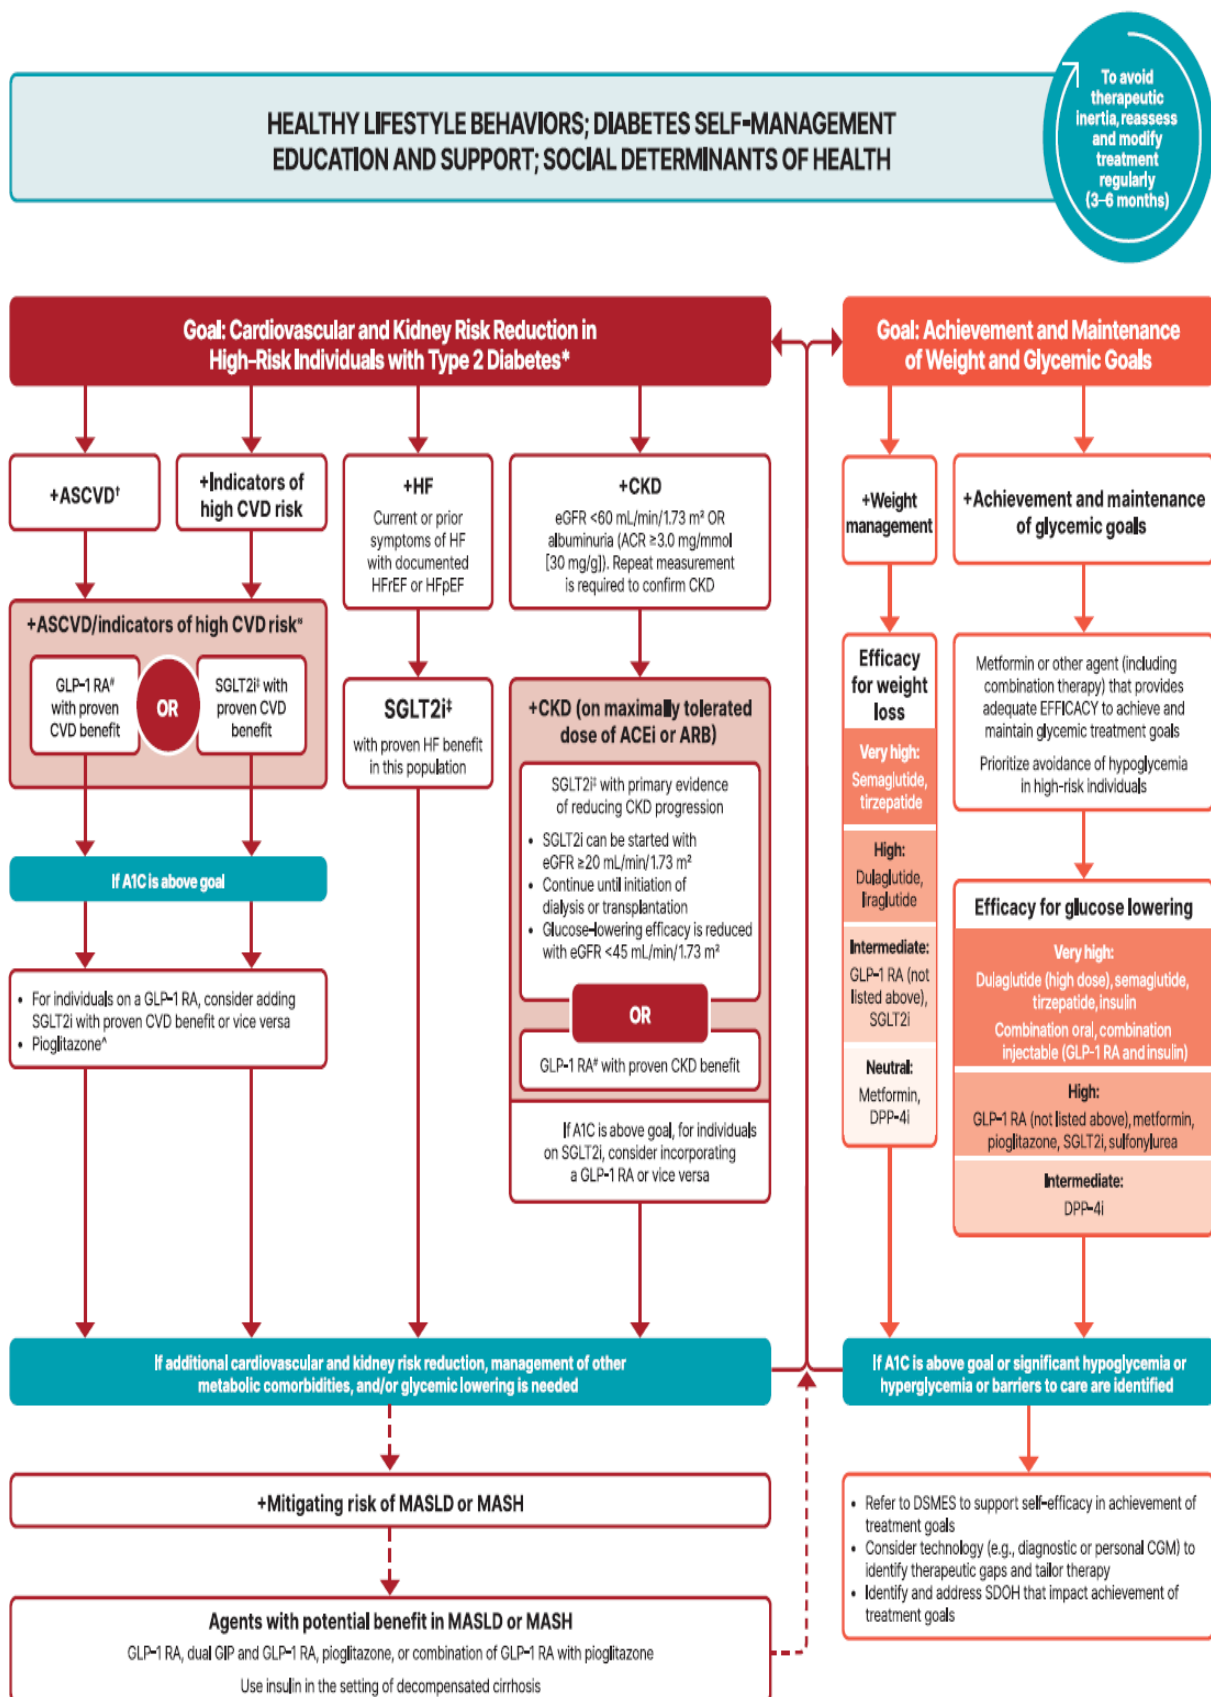 HEALTHY LIFESTYLE BEHAVIORS; DIABETES SELF-MANAGEMENT
EDUCATION AND SUPPORT; SOCIAL DETERMINANTS OF HEALTH
To avoid
therapeutic
inertia, reassess
and modify
treatment
regularly
(3–6 months)
Goal: Cardiovascular and Kidney Risk Reduction in
High-Risk Individuals with Type 2 Diabetes*
+ASCVD†
+Indicators of
high CVD risk
+HF
Current or prior
symptoms of HF
with documented
HFrEF or HFpEF
+CKD
eGFR <60 mL/min/1.73 m² OR
albuminuria (ACR ≥3.0 mg/mmol
[30 mg/g]). Repeat measurement
is required to confirm CKD
+ASCVD/indicators of high CVD risk*
GLP-1 RA#
with proven
CVD benefit
OR
SGLT2i‡ with
proven CVD
benefit
If A1C is above goal
• For individuals on a GLP-1 RA, consider adding
SGLT2i with proven CVD benefit or vice versa
• Pioglitazone^
SGLT2i‡
with proven HF benefit
in this population
+CKD (on maximally tolerated
dose of ACEi or ARB)
SGLT2i‡ with primary evidence
of reducing CKD progression
• SGLT2i can be started with
eGFR ≥20 mL/min/1.73 m²
• Continue until initiation of
dialysis or transplantation
• Glucose-lowering efficacy is reduced
with eGFR <45 mL/min/1.73 m²
OR
GLP-1 RA# with proven CKD benefit
If A1C is above goal, for individuals
on SGLT2i, consider incorporating
a GLP-1 RA or vice versa
If additional cardiovascular and kidney risk reduction, management of other
metabolic comorbidities, and/or glycemic lowering is needed
+Mitigating risk of MASLD or MASH
Agents with potential benefit in MASLD or MASH
GLP-1 RA, dual GIP and GLP-1 RA, pioglitazone, or combination of GLP-1 RA with pioglitazone
Use insulin in the setting of decompensated cirrhosis
Goal: Achievement and Maintenance
of Weight and Glycemic Goals
+Weight
management
Efficacy
for weight
loss
Very high:
Semaglutide,
tirzepatide
High:
Dulaglutide,
liraglutide
Intermediate:
GLP-1 RA (not
listed above),
SGLT2i
Neutral:
Metformin,
DPP-4i
+Achievement and maintenance
of glycemic goals
Metformin or other agent (including
combination therapy) that provides
adequate EFFICACY to achieve and
maintain glycemic treatment goals
Prioritize avoidance of hypoglycemia
in high-risk individuals
Efficacy for glucose lowering
Very high:
Dulaglutide (high dose), semaglutide,
tirzepatide, insulin
Combination oral, combination
injectable (GLP-1 RA and insulin)
High:
GLP-1 RA (not listed above), metformin,
pioglitazone, SGLT2i, sulfonylurea
Intermediate:
DPP-4i
If A1C is above goal or significant hypoglycemia or
hyperglycemia or barriers to care are identified
• Refer to DSMES to support self-efficacy in achievement of
treatment goals
• Consider technology (e.g., diagnostic or personal CGM) to
identify therapeutic gaps and tailor therapy
• Identify and address SDOH that impact achievement of
treatment goals